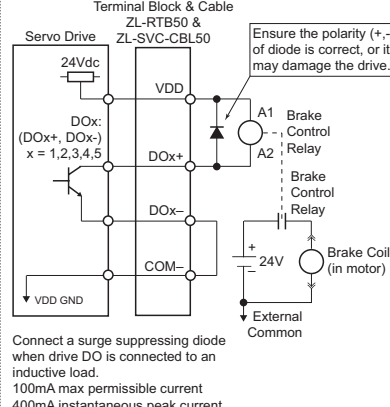 Terminal Block & Cable
ZL-RTB50 &
ZL-SVC-CBL50
Servo Drive
24Vdc
VDD
DOx:
(DOx+, DOx-)
x = 1,2,3,4,5
DOx+
DOx–
COM–
VDD GND
Ensure the polarity (+,-)
of diode is correct, or it
may damage the drive.
A1
A2
Brake
Control
Relay
Brake
Control
Relay
+
24V
–
Brake Coil
(in motor)
External
Common
Connect a surge suppressing diode
when drive DO is connected to an
inductive load.
100mA max permissible current
400mA instantaneous peak current